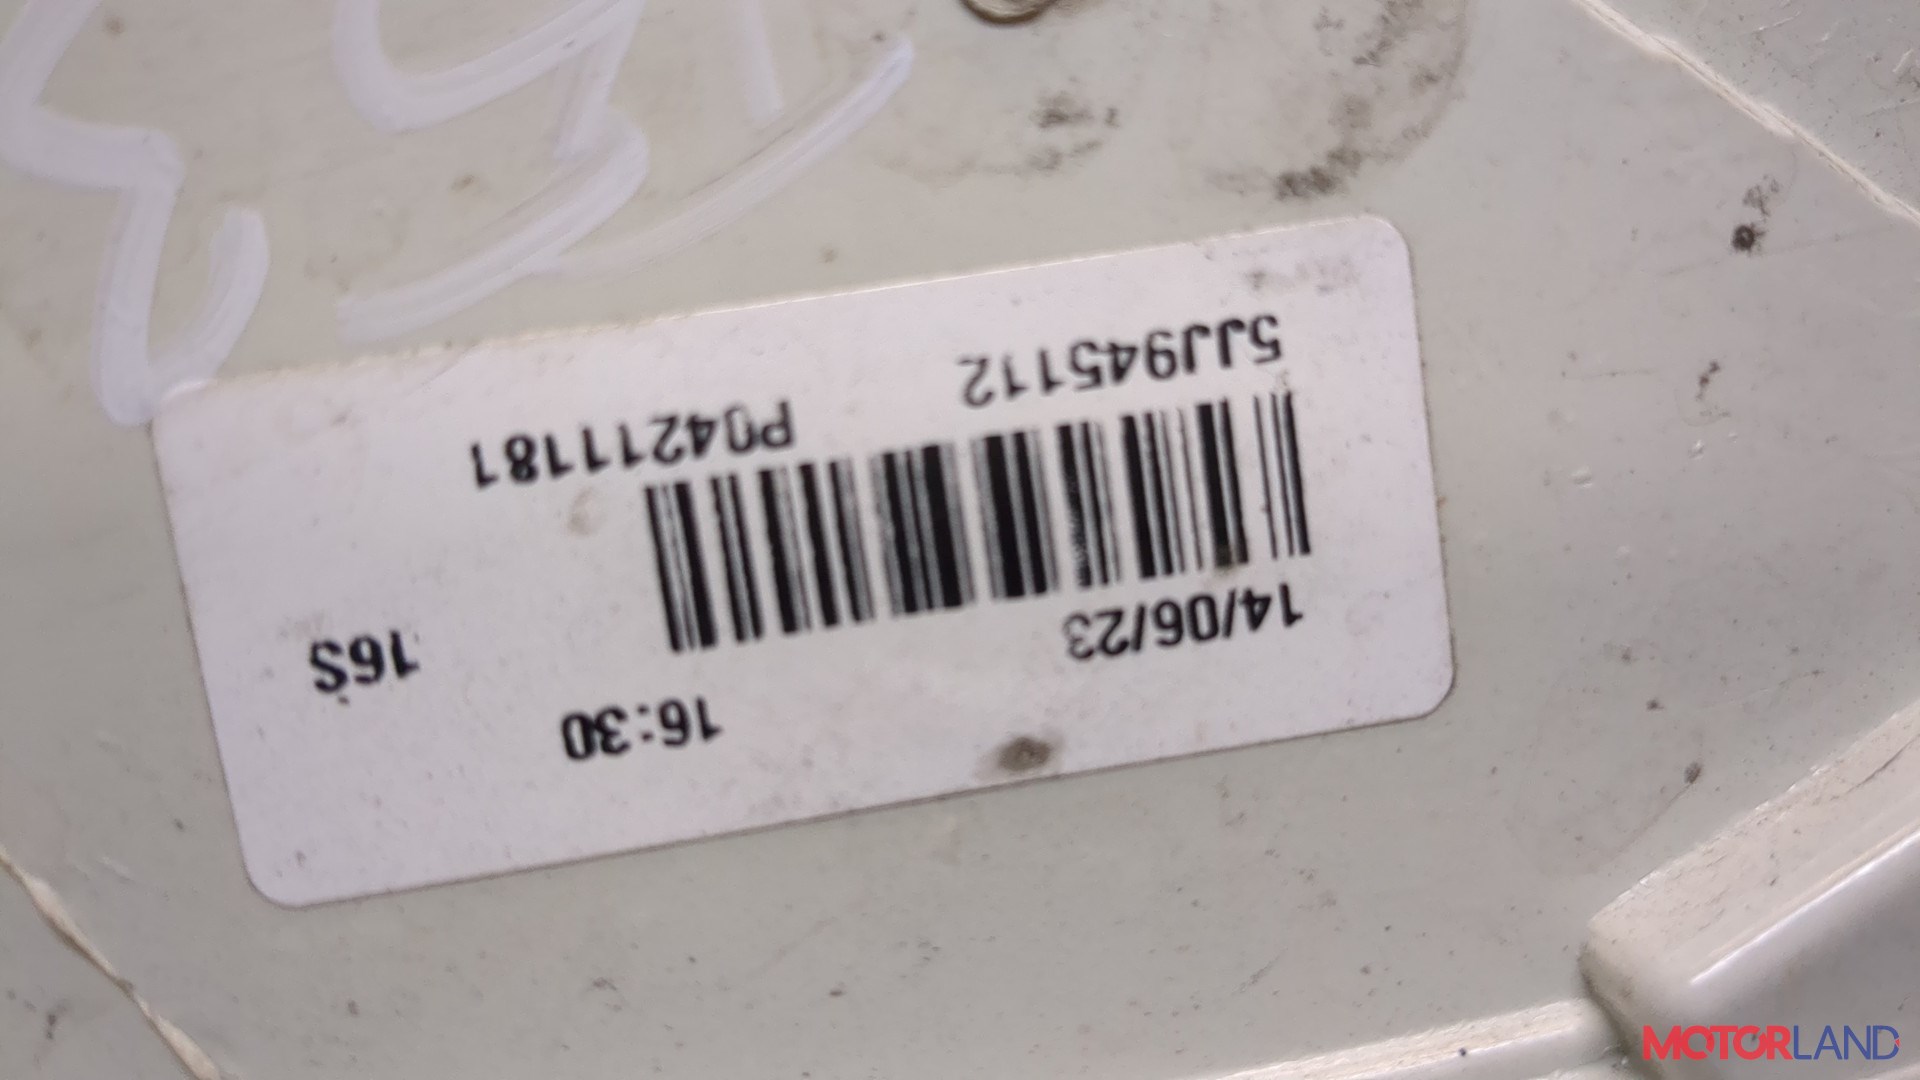 16:30 16S
14/06/23
P04211181
5JJ945112
MOTORLAND